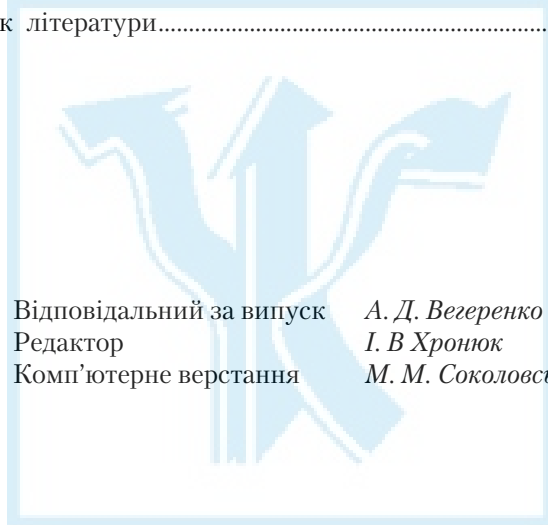 к літератури
Відповідальний за випуск А. Д. Вегеренко
Редактор І. В Хронюк
Комп’ютерне верстання М. М. Соколовсь